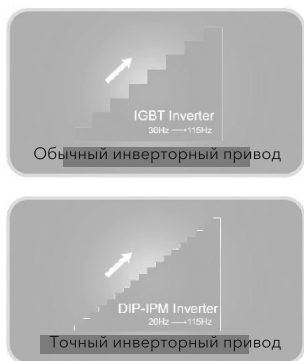 IGBT Inverter
30Hz → 115Hz
Обычный инверторный привод
DIP-IPM Inverter
20Hz → 115Hz
Точный инверторный привод